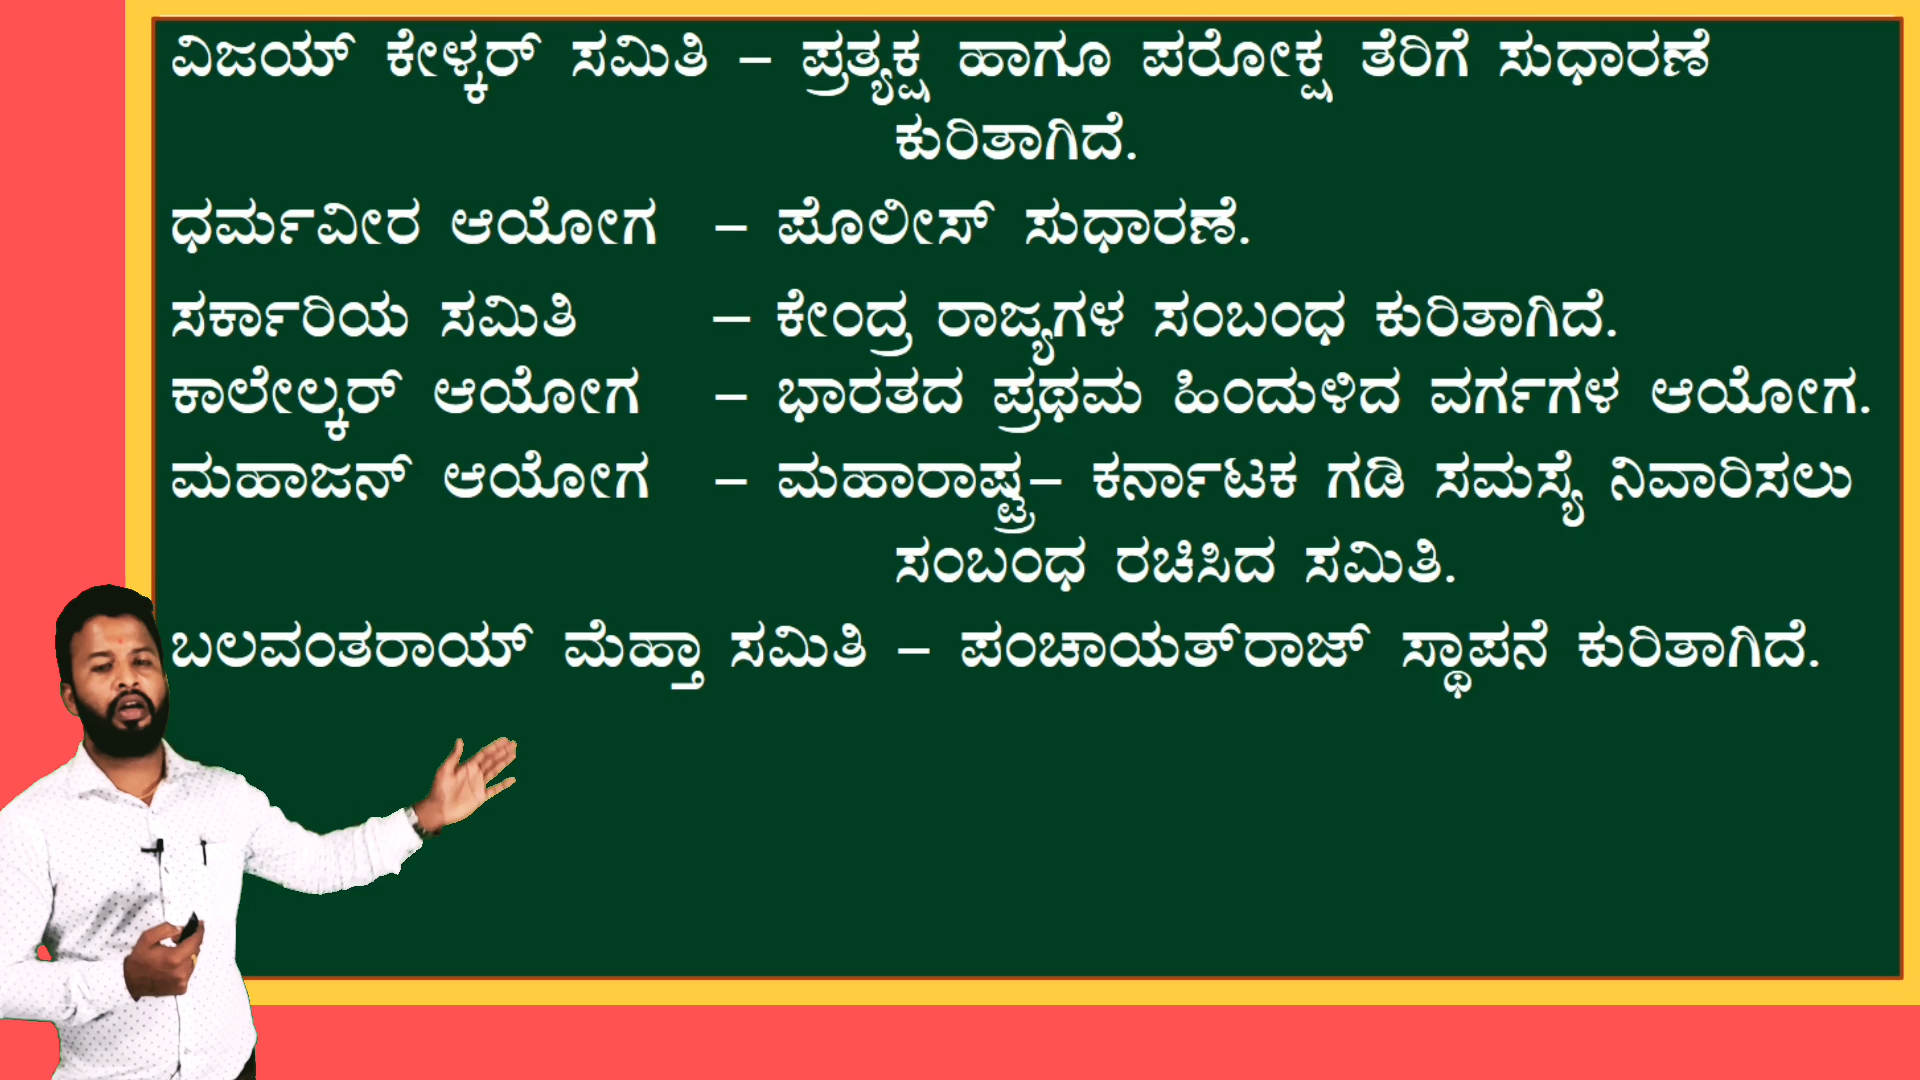 ವಿಜಯ್ ಕೇಳ್ಕರ್ ಸಮಿತಿ – ಪ್ರತ್ಯಕ್ಷ ಹಾಗೂ ಪರೋಕ್ಷ ತೆರಿಗೆ ಸುಧಾರಣೆ
ಕುರಿತಾಗಿದೆ.
ಧರ್ಮವೀರ ಆಯೋಗ – ಪೊಲೀಸ್ ಸುಧಾರಣೆ.
ಸರ್ಕಾರಿಯ ಸಮಿತಿ – ಕೇಂದ್ರ ರಾಜ್ಯಗಳ ಸಂಬಂಧ ಕುರಿತಾಗಿದೆ.
ಕಾಲೇಲ್ಕರ್ ಆಯೋಗ – ಭಾರತದ ಪ್ರಥಮ ಹಿಂದುಳಿದ ವರ್ಗಗಳ ಆಯೋಗ.
ಮಹಾಜನ್ ಆಯೋಗ – ಮಹಾರಾಷ್ಟ್ರ– ಕರ್ನಾಟಕ ಗಡಿ ಸಮಸ್ಯೆ ನಿವಾರಿಸಲು
ಸಂಬಂಧ ರಚಿಸಿದ ಸಮಿತಿ.
ಬಲವಂತರಾಯ್ ಮೆಹ್ತಾ ಸಮಿತಿ – ಪಂಚಾಯತ್‌ರಾಜ್ ಸ್ಥಾಪನೆ ಕುರಿತಾಗಿದೆ.